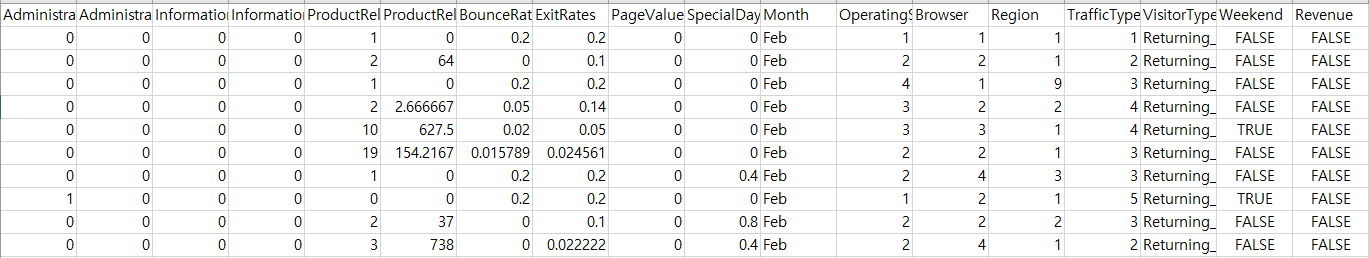 Administra Administra Information Information ProductRel ProductRel BounceRat ExitRates PageValue SpecialDay Month OperatingS Browser Region TrafficType VisitorType Weekend Revenue
0 0 0 0 1 0 0.2 0.2 0 0 Feb 1 1 1 1 Returning_ FALSE FALSE
0 0 0 0 2 64 0 0.1 0 0 Feb 2 2 1 2 Returning_ FALSE FALSE
0 0 0 0 1 0 0.2 0.2 0 0 Feb 4 1 9 3 Returning_ FALSE FALSE
0 0 0 0 2 2.666667 0.05 0.14 0 0 Feb 3 2 2 4 Returning_ FALSE FALSE
0 0 0 0 10 627.5 0.02 0.05 0 0 Feb 3 3 1 4 Returning_ TRUE FALSE
0 0 0 0 19 154.2167 0.015789 0.024561 0 0 Feb 2 2 1 3 Returning_ FALSE FALSE
0 0 0 0 1 0 0.2 0.2 0 0.4 Feb 2 4 3 3 Returning_ FALSE FALSE
1 0 0 0 0 0 0.2 0.2 0 0 Feb 1 2 1 5 Returning_ TRUE FALSE
0 0 0 0 2 37 0 0.1 0 0.8 Feb 2 2 2 3 Returning_ FALSE FALSE
0 0 0 0 3 738 0 0.022222 0 0.4 Feb 2 4 1 2 Returning_ FALSE FALSE